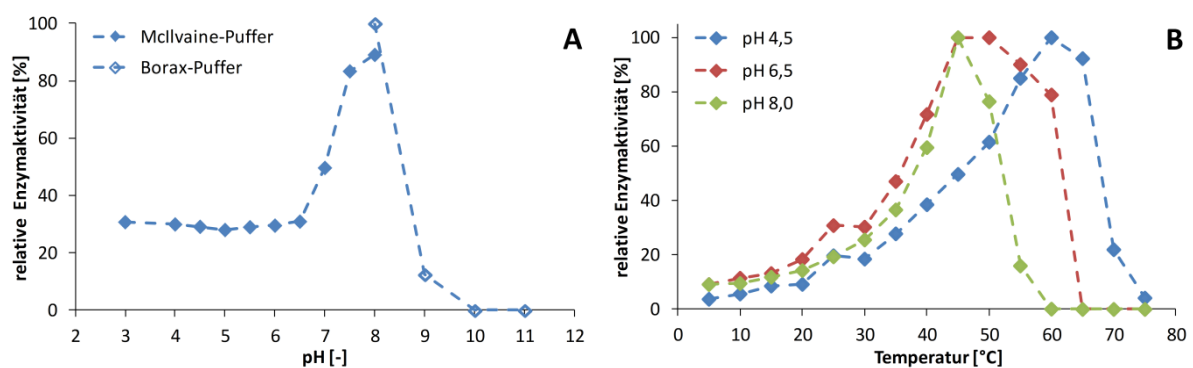 A
McIlvaine-Puffer
Borax-Puffer
relative Enzymaktivität [%]
100
80
60
40
20
0
2 3 4 5 6 7 8 9 10 11 12
pH [-]
B
pH 4,5
pH 6,5
pH 8,0
relative Enzymaktivität [%]
100
80
60
40
20
0
0 10 20 30 40 50 60 70 80
Temperatur [°C]